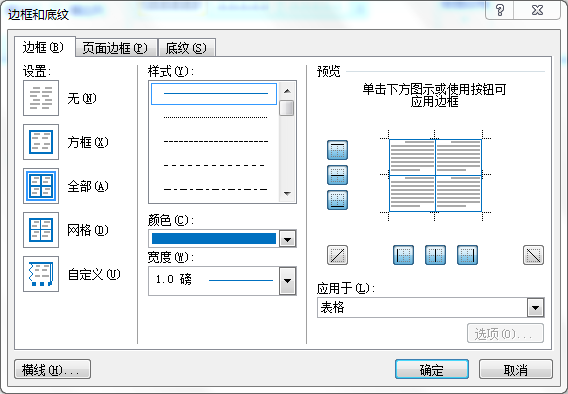 边框和底纹
边框(B)
页面边框(P)
底纹(S)
设置:
无(N)
方框(X)
全部(A)
网格(D)
自定义(U)
样式(Y):
颜色(C):
宽度(W):
1.0 磅
预览
单击下方图示或使用按钮可
应用边框
应用于(L):
表格
选项(O)...
横线(H)...
确定
取消